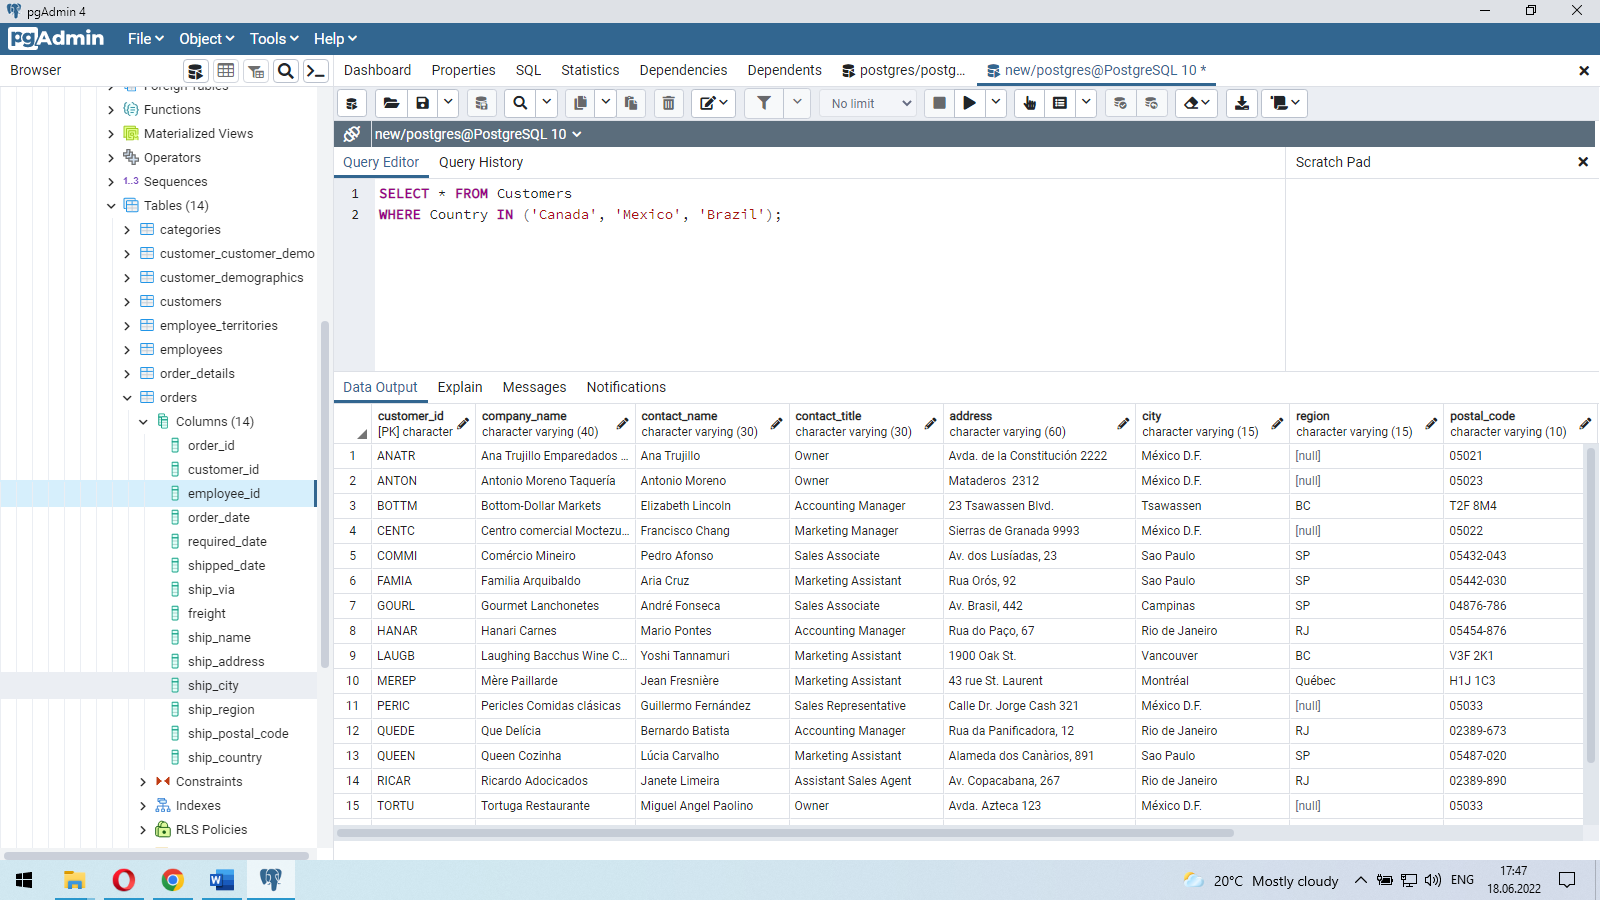 pgAdmin 4
pgAdmin File Object Tools Help
Browser
Dashboard Properties SQL Statistics Dependencies Dependents postgres/postg... new/postgres@PostgreSQL 10 *
No limit
new/postgres@PostgreSQL 10
Query Editor Query History
Scratch Pad
1 SELECT * FROM Customers
2 WHERE Country IN ('Canada', 'Mexico', 'Brazil');
Foreign Tables
Functions
Materialized Views
Operators
1..3 Sequences
Tables (14)
categories
customer_customer_demo
customer_demographics
customers
employee_territories
employees
order_details
orders
Columns (14)
order_id
customer_id
employee_id
order_date
required_date
shipped_date
ship_via
freight
ship_name
ship_address
ship_city
ship_region
ship_postal_code
ship_country
Constraints
Indexes
RLS Policies
Data Output Explain Messages Notifications
customer_id company_name contact_name contact_title address city region postal_code
[PK] character character varying (40) character varying (30) character varying (30) character varying (60) character varying (15) character varying (15) character varying (10)
1 ANATR Ana Trujillo Emparedados ... Ana Trujillo Owner Avda. de la Constitución 2222 México D.F. [null] 05021
2 ANTON Antonio Moreno Taquería Antonio Moreno Owner Mataderos 2312 México D.F. [null] 05023
3 BOTTM Bottom-Dollar Markets Elizabeth Lincoln Accounting Manager 23 Tsawassen Blvd. Tsawassen BC T2F 8M4
4 CENTC Centro comercial Moctezu... Francisco Chang Marketing Manager Sierras de Granada 9993 México D.F. [null] 05022
5 COMMI Comércio Mineiro Pedro Afonso Sales Associate Av. dos Lusíadas, 23 Sao Paulo SP 05432-043
6 FAMIA Familia Arquibaldo Aria Cruz Marketing Assistant Rua Orós, 92 Sao Paulo SP 05442-030
7 GOURL Gourmet Lanchonetes André Fonseca Sales Associate Av. Brasil, 442 Campinas SP 04876-786
8 HANAR Hanari Carnes Mario Pontes Accounting Manager Rua do Paço, 67 Rio de Janeiro RJ 05454-876
9 LAUGB Laughing Bacchus Wine C... Yoshi Tannamuri Marketing Assistant 1900 Oak St. Vancouver BC V3F 2K1
10 MEREP Mère Paillarde Jean Fresnière Marketing Assistant 43 rue St. Laurent Montréal Québec H1J 1C3
11 PERIC Pericles Comidas clásicas Guillermo Fernández Sales Representative Calle Dr. Jorge Cash 321 México D.F. [null] 05033
12 QUEDE Que Delícia Bernardo Batista Accounting Manager Rua da Panificadora, 12 Rio de Janeiro RJ 02389-673
13 QUEEN Queen Cozinha Lúcia Carvalho Marketing Assistant Alameda dos Canàrios, 891 Sao Paulo SP 05487-020
14 RICAR Ricardo Adocicados Janete Limeira Assistant Sales Agent Av. Copacabana, 267 Rio de Janeiro RJ 02389-890
15 TORTU Tortuga Restaurante Miguel Angel Paolino Owner Avda. Azteca 123 México D.F. [null] 05033
20°C Mostly cloudy ENG 17:47
18.06.2022